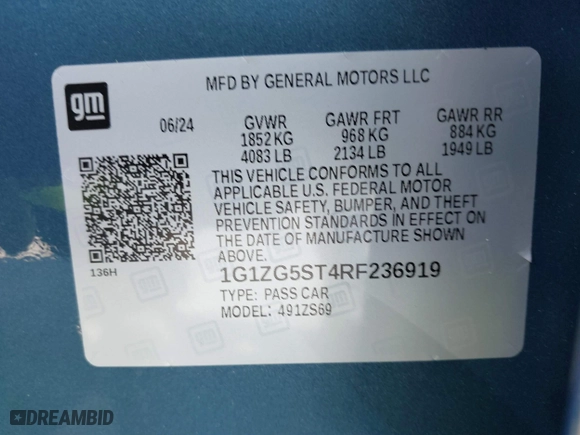 gm
MFD BY GENERAL MOTORS LLC
06/24 GVWR GAWR FRT GAWR RR
1852 KG 968 KG 884 KG
4083 LB 2134 LB 1949 LB
THIS VEHICLE CONFORMS TO ALL
APPLICABLE U.S. FEDERAL MOTOR
VEHICLE SAFETY, BUMPER, AND THEFT
PREVENTION STANDARDS IN EFFECT ON
THE DATE OF MANUFACTURE SHOWN
ABOVE.
136H
1G1ZG5ST4RF236919
TYPE: PASS CAR
MODEL: 491ZS69
DREAMBID